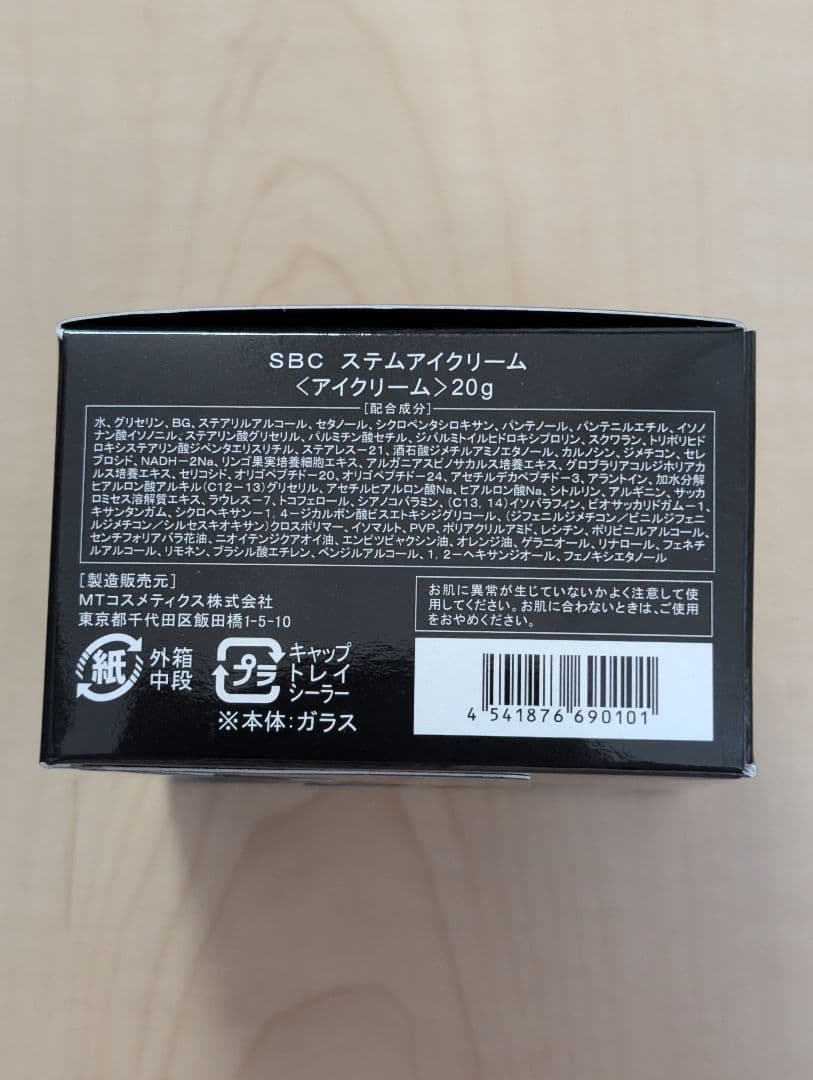 SBC ステムアイクリーム
〈アイクリーム〉20g
[配合成分]
水、グリセリン、BG、ステアリルアルコール、セタノール、シクロペンタシロキサン、パンテノール、パンテニルエチル、イソノ
ナン酸イソノニル、ステアリン酸グリセリル、パルミチン酸セチル、ジパルミトイルヒドロキシプロリン、スクワラン、トリポリヒド
ロキシステアリン酸ジペンタエリスリチル、ステアレス-21、酒石酸ジメチルアミノエタノール、カルノシン、ジメチコン、セレ
ブロシド、NADH-2Na、リンゴ果実培養細胞エキス、アルガニアスピノサカルス培養エキス、グロブラリアコルジホリアカ
ルス培養エキス、セリコシド、オリゴペプチド-20、オリゴペプチド-24、アセチルデカペプチド-3、アラントイン、加水分解
ヒアルロン酸アルキル(C12-13)グリセリル、アセチルヒアルロン酸Na、ヒアルロン酸Na、シトルリン、アルギニン、サッカ
ロミセス溶解質エキス、ラウレス-7、トコフェロール、シアノコバラミン、(C13,14)イソパラフィン、ビオサッカリドガム-1、
キサンタンガム、シクロヘキサン-1,4-ジカルボン酸ビスエトキシジグリコール、(ジフェニルジメチコン/ビニルジフェニ
ルジメチコン/シルセスキオキサン)クロスポリマー、イソマルト、PVP、ポリアクリルアミド、レシチン、ポリビニルアルコール、
センチフォリアバラ花油、ニオイテンジクアオイ油、エンピツビャクシン油、オレンジ油、ゲラニオール、リナロール、フェネチ
ルアルコール、リモネン、ブラシル酸エチレン、ベンジルアルコール、1,2-ヘキサンジオール、フェノキシエタノール
[製造販売元]
MTコスメティクス株式会社
東京都千代田区飯田橋1-5-10
お肌に異常が生じていないかよく注意して使
用してください。お肌に合わないときは、ご使用
をおやめください。
紙 外箱
中段
プラ キャップ
トレイ
シーラー
※本体:ガラス
4 541876 690101